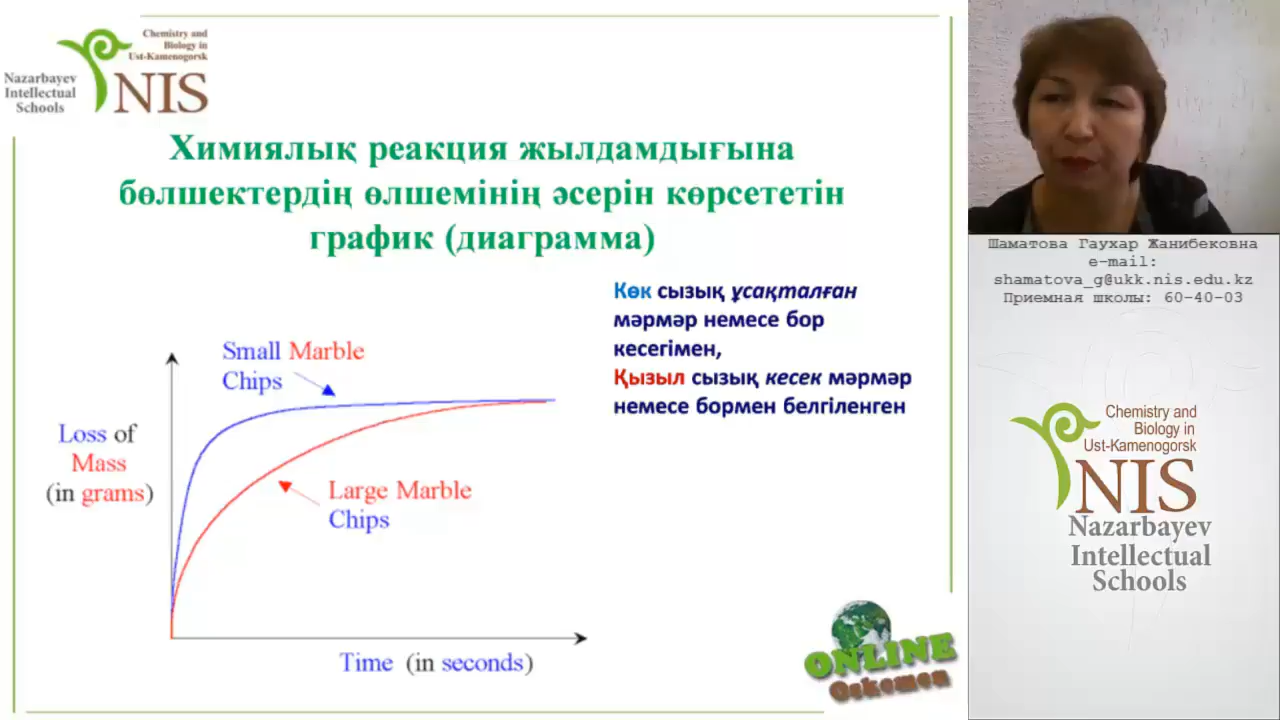 Chemistry and
Biology in
Ust-Kamenogorsk
Nazarbayev
Intellectual
Schools
NIS
Химиялық реакция жылдамдығына
бөлшектердің өлшемінің әсерін көрсететін
график (диаграмма)
Көк сызық ұсақталған
мәрмәр немесе бор
кесегімен,
Қызыл сызық кесек мәрмәр
немесе бормен белгіленген
Small Marble
Chips
Loss of
Mass
(in grams)
Large Marble
Chips
Time (in seconds)
ONLINE
Oskemen
Шаматова Гаухар Жанибековна
e-mail:
shamatova_g@ukk.nis.edu.kz
Приемная школы: 60-40-03
Chemistry and
Biology in
Ust-Kamenogorsk
NIS
Nazarbayev
Intellectual
Schools